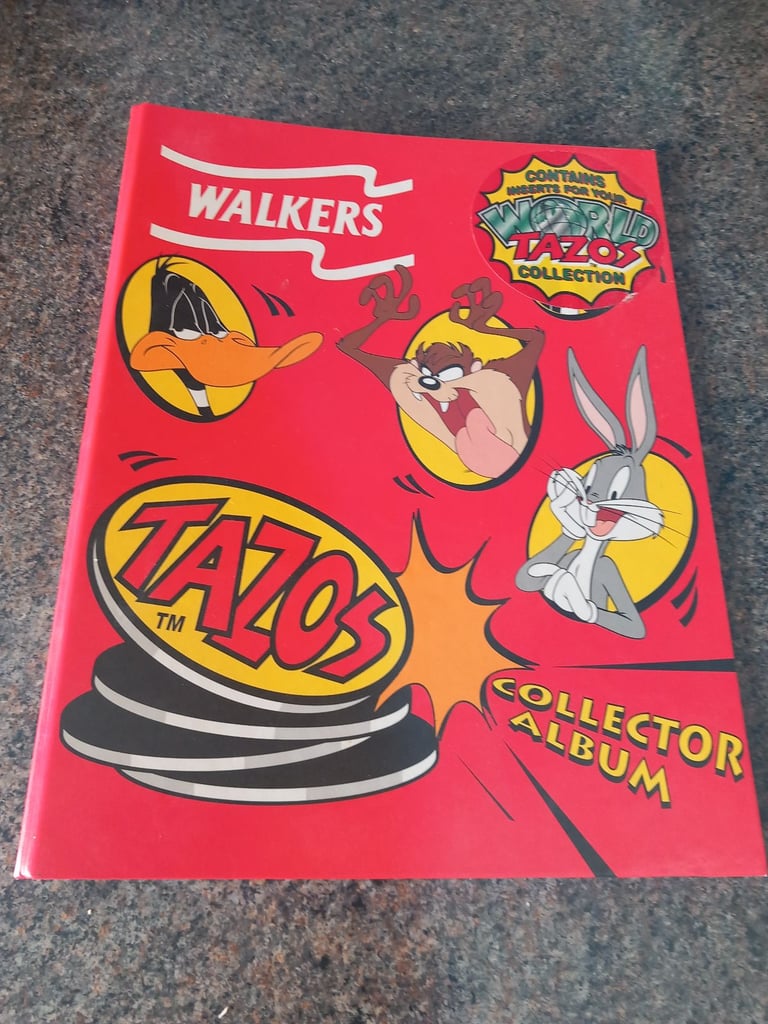 WALKERS
CONTAINS
INSERTS FOR YOUR
WORLD
TAZOS
COLLECTION
TAZOS
TM
COLLECTOR
ALBUM